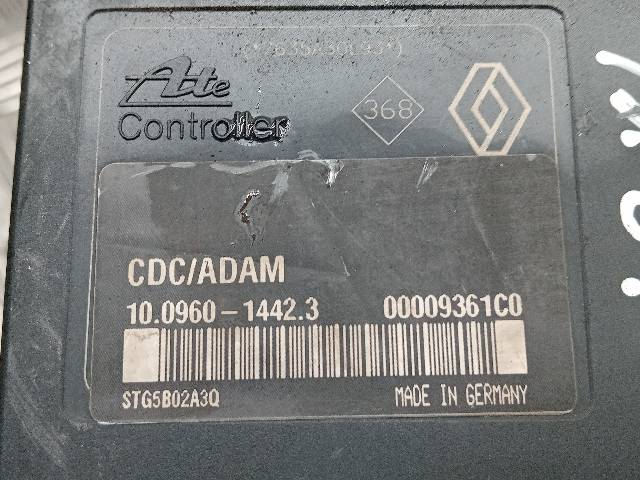 Ate
Controller
368
CDC/ADAM
10.0960-1442.3 00009361C0
STG5B02A3Q MADE IN GERMANY